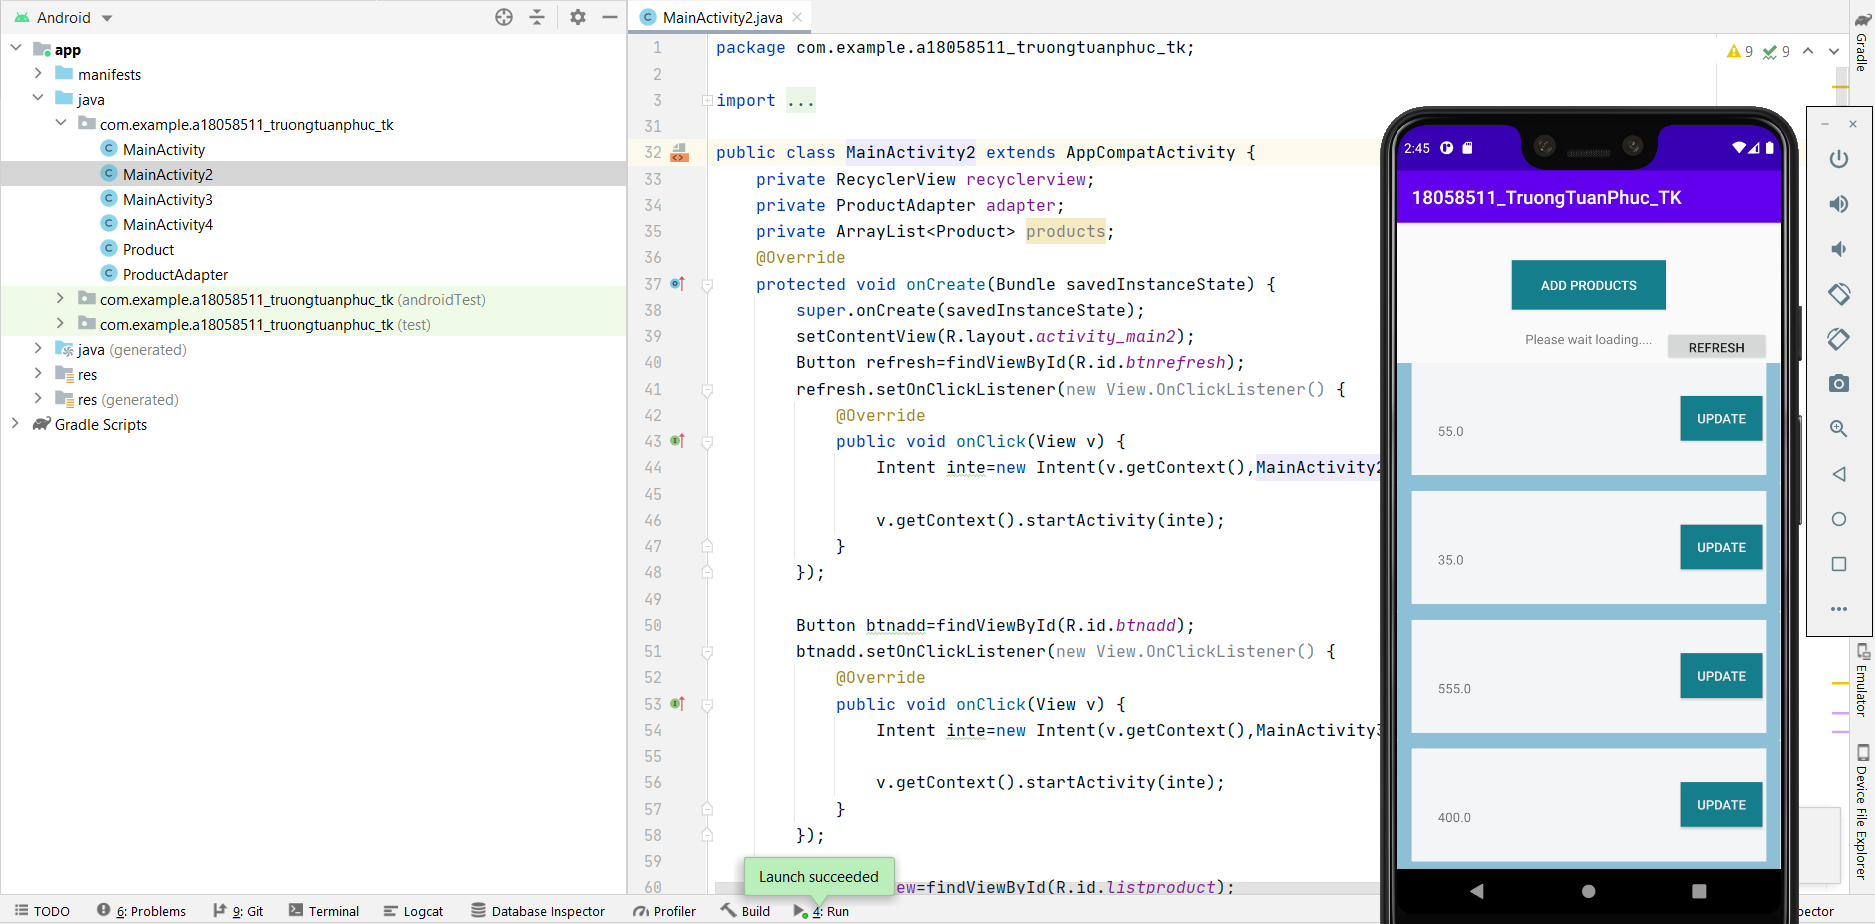 Android
app
manifests
java
com.example.a18058511_truongtuanphuc_tk
MainActivity
MainActivity2
MainActivity3
MainActivity4
Product
ProductAdapter
com.example.a18058511_truongtuanphuc_tk (androidTest)
com.example.a18058511_truongtuanphuc_tk (test)
java (generated)
res
res (generated)
Gradle Scripts
MainActivity2.java
9 9
1 package com.example.a18058511_truongtuanphuc_tk;
2
3 import ...
31
32 public class MainActivity2 extends AppCompatActivity {
33 private RecyclerView recyclerview;
34 private ProductAdapter adapter;
35 private ArrayList<Product> products;
36 @Override
37 protected void onCreate(Bundle savedInstanceState) {
38 super.onCreate(savedInstanceState);
39 setContentView(R.layout.activity_main2);
40 Button refresh=findViewById(R.id.btnrefresh);
41 refresh.setOnClickListener(new View.OnClickListener() {
42 @Override
43 public void onClick(View v) {
44 Intent inte=new Intent(v.getContext(),MainActivity2
45
46 v.getContext().startActivity(inte);
47 }
48 });
49
50 Button btnadd=findViewById(R.id.btnadd);
51 btnadd.setOnClickListener(new View.OnClickListener() {
52 @Override
53 public void onClick(View v) {
54 Intent inte=new Intent(v.getContext(),MainActivity3
55
56 v.getContext().startActivity(inte);
57 }
58 });
59
60 ew=findViewById(R.id.listproduct);
Launch succeeded
2:45
18058511_TruongTuanPhuc_TK
ADD PRODUCTS
Please wait loading....
REFRESH
55.0
UPDATE
35.0
UPDATE
555.0
UPDATE
400.0
UPDATE
Gradle
Emulator
Device File Explorer
TODO
6: Problems
9: Git
Terminal
Logcat
Database Inspector
Profiler
Build
4: Run
pector